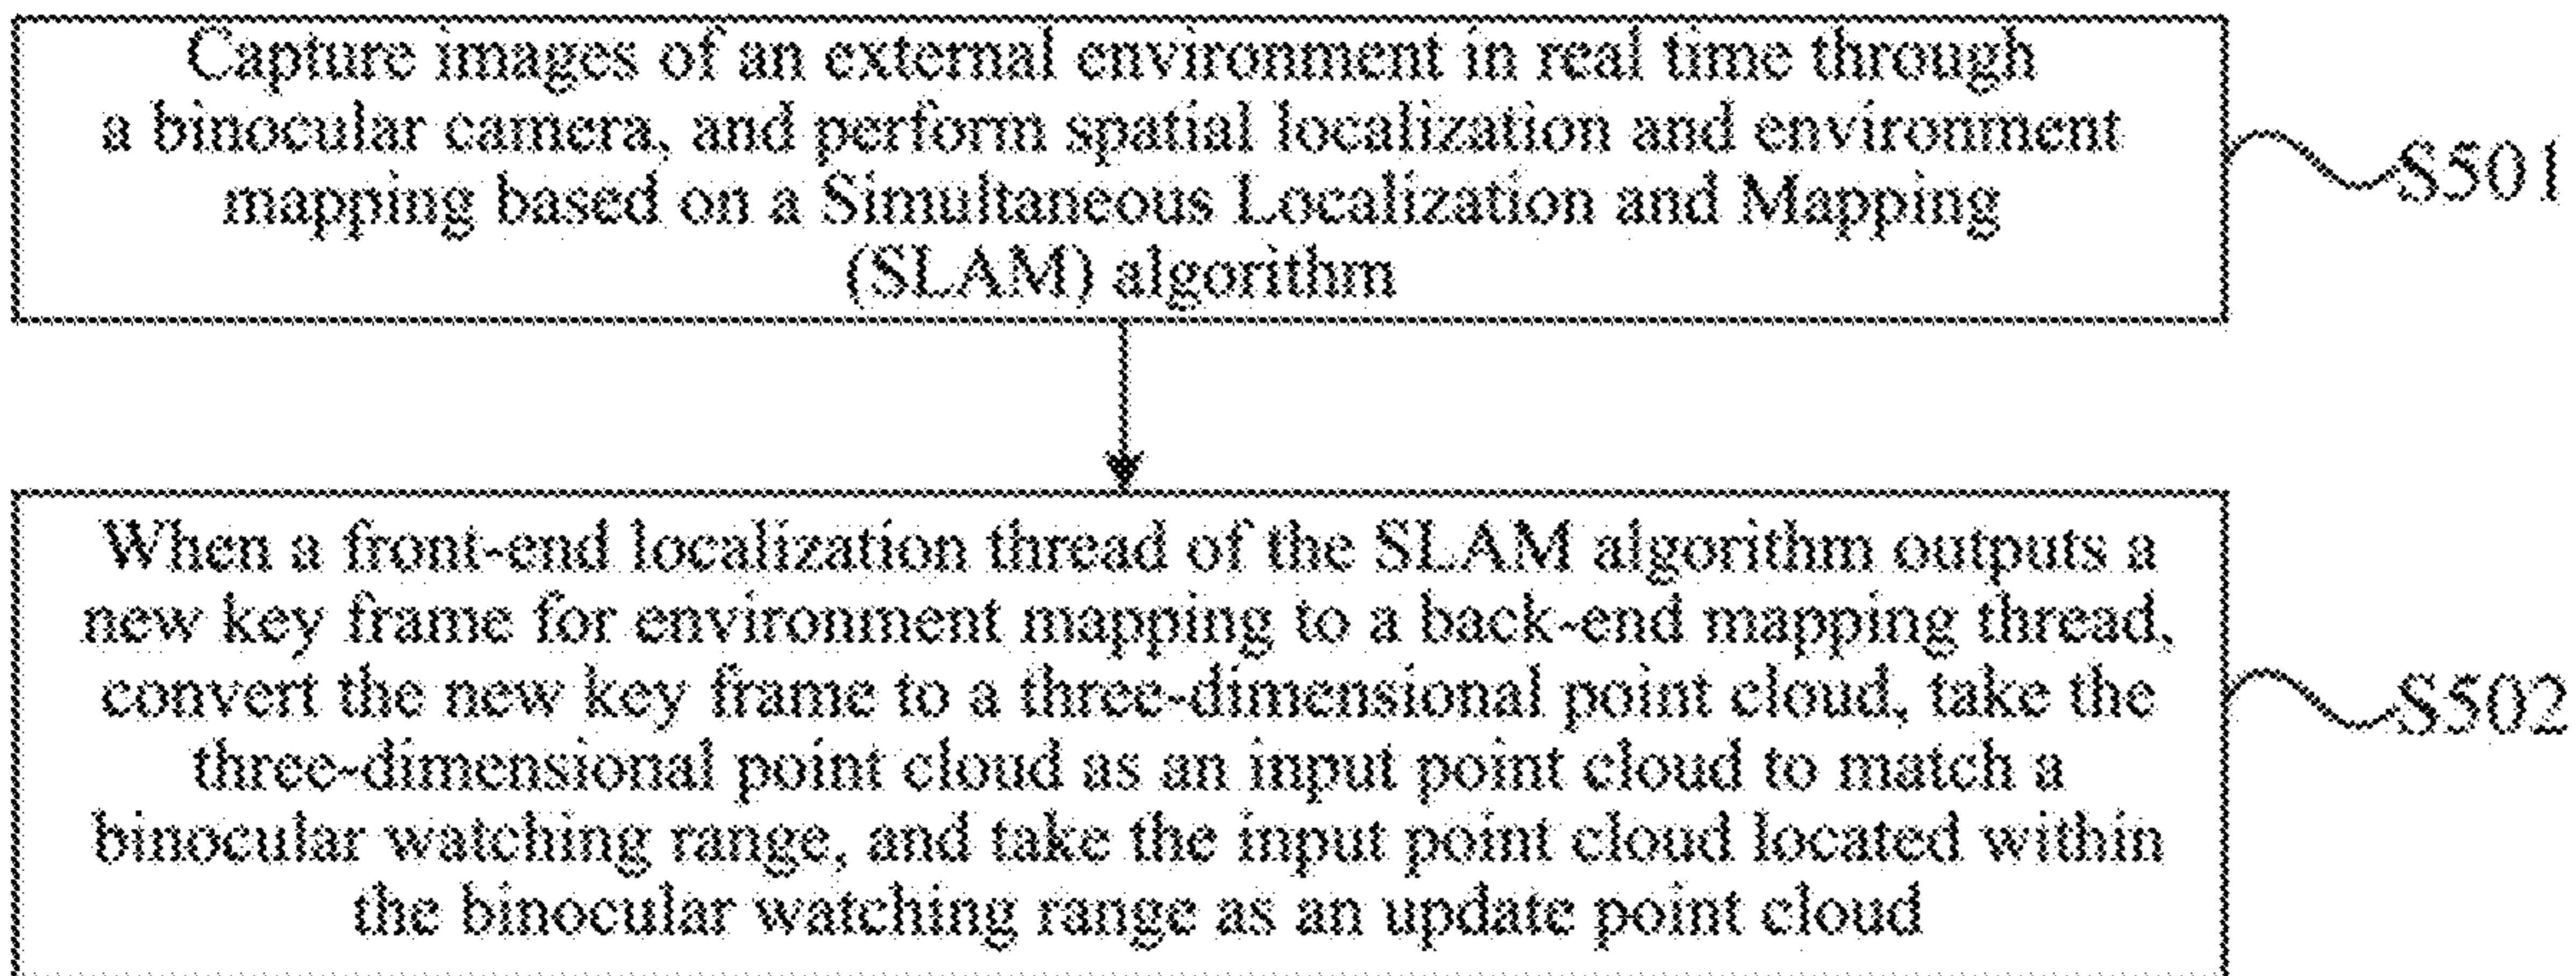 Capture images of an external environment in real time through
a binocular camera, and perform spatial localization and environment
mapping based on a Simultaneous Localization and Mapping
(SLAM) algorithm
S501
When a front-end localization thread of the SLAM algorithm outputs a
new key frame for environment mapping to a back-end mapping thread,
convert the new key frame to a three-dimensional point cloud, take the
three-dimensional point cloud as an input point cloud to match a
binocular watching range, and take the input point cloud located within
the binocular watching range as an update point cloud
S502